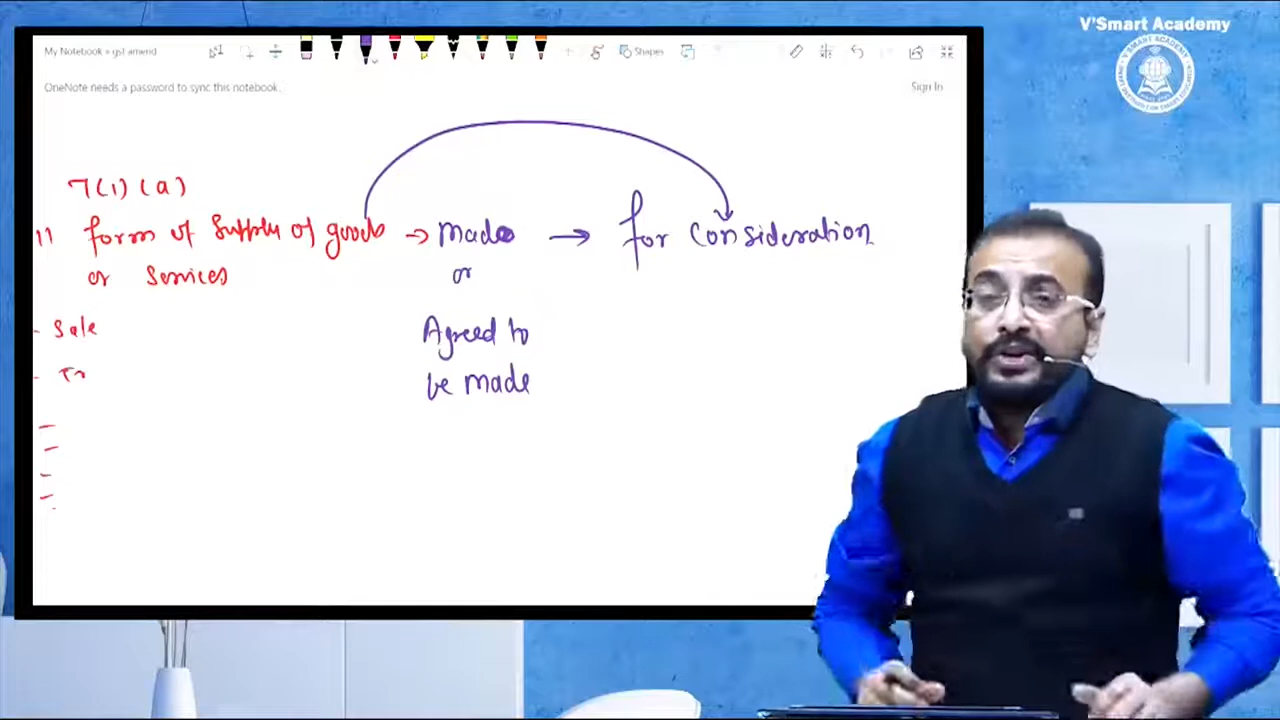 V'Smart Academy
My Notebook » gst amend
Shapes
OneNote needs a password to sync this notebook.
Sign In
7(1) (a)
11 form of Supply of goods → made → for Consideration
or Services
or
- Sale
Agreed to
- Tr
be made